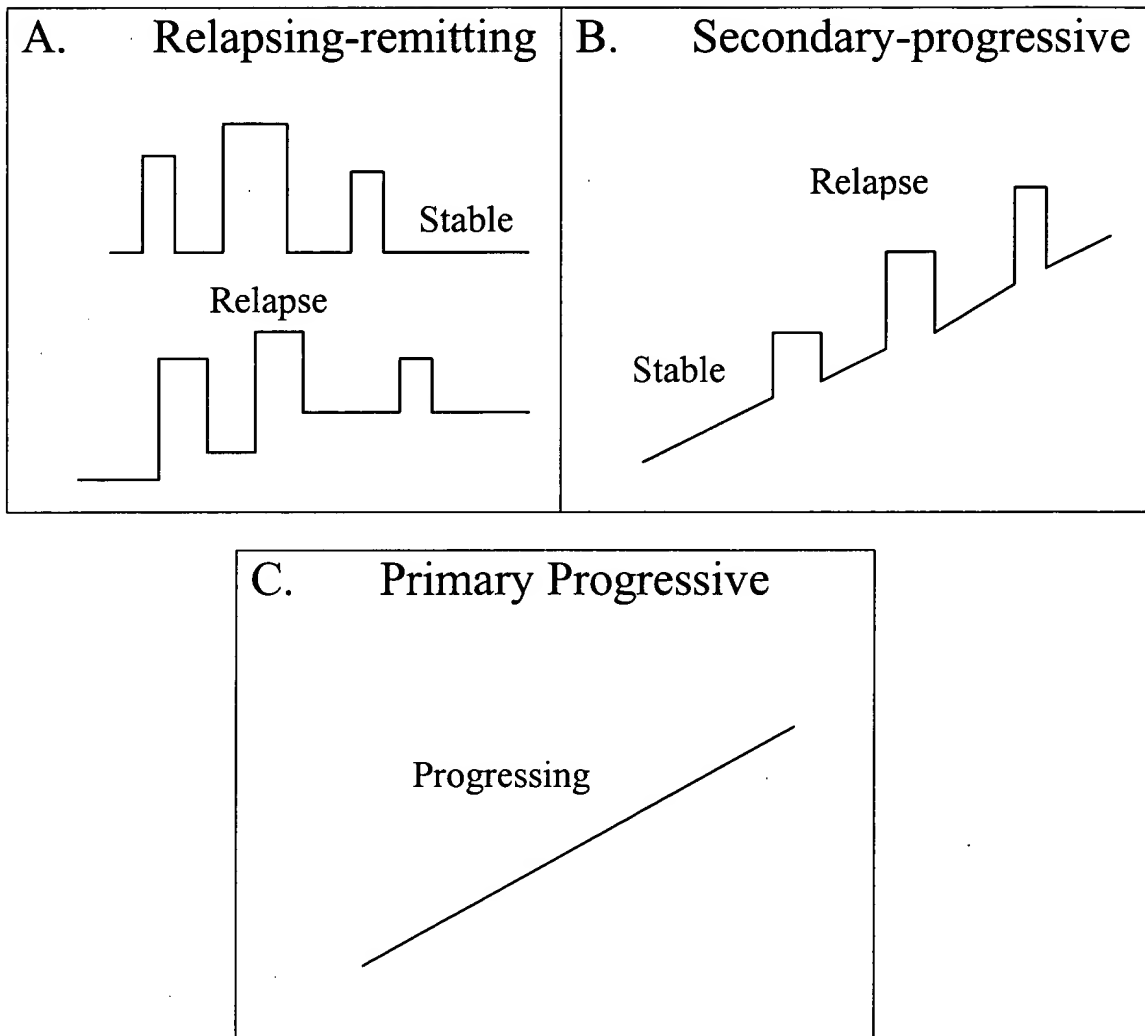 A. Relapsing-remitting
Stable
Relapse
B. Secondary-progressive
Relapse
Stable
C. Primary Progressive
Progressing